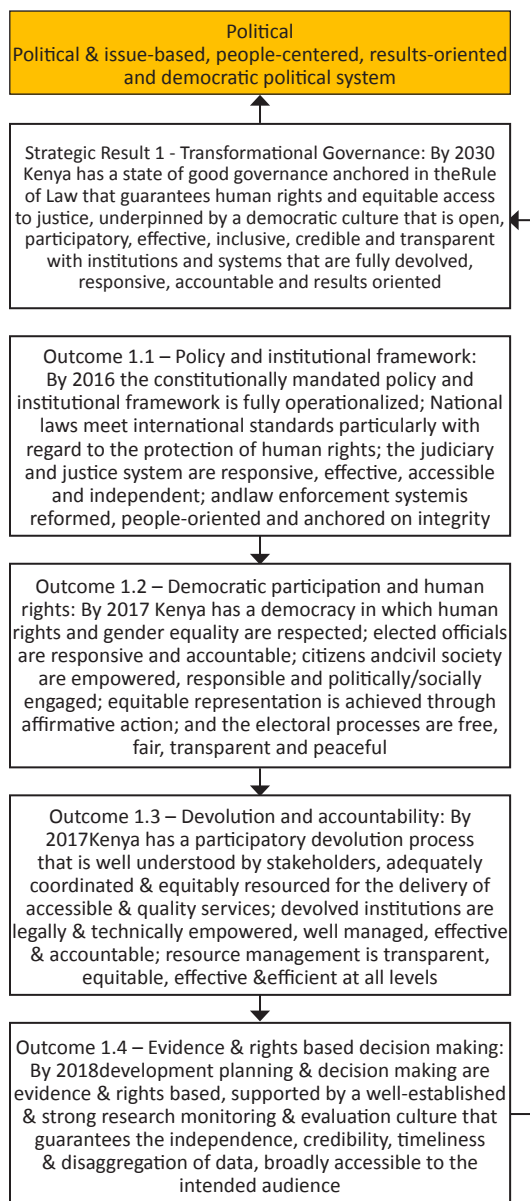 Political
Political & issue-based, people-centered, results-oriented
and democratic political system
Strategic Result 1 - Transformational Governance: By 2030
Kenya has a state of good governance anchored in theRule
of Law that guarantees human rights and equitable access
to justice, underpinned by a democratic culture that is open,
participatory, effective, inclusive, credible and transparent
with institutions and systems that are fully devolved,
responsive, accountable and results oriented
Outcome 1.1 – Policy and institutional framework:
By 2016 the constitutionally mandated policy and
institutional framework is fully operationalized; National
laws meet international standards particularly with
regard to the protection of human rights; the judiciary
and justice system are responsive, effective, accessible
and independent; andlaw enforcement systemis
reformed, people-oriented and anchored on integrity
Outcome 1.2 – Democratic participation and human
rights: By 2017 Kenya has a democracy in which human
rights and gender equality are respected; elected officials
are responsive and accountable; citizens andcivil society
are empowered, responsible and politically/socially
engaged; equitable representation is achieved through
affirmative action; and the electoral processes are free,
fair, transparent and peaceful
Outcome 1.3 – Devolution and accountability: By
2017Kenya has a participatory devolution process
that is well understood by stakeholders, adequately
coordinated & equitably resourced for the delivery of
accessible & quality services; devolved institutions are
legally & technically empowered, well managed, effective
& accountable; resource management is transparent,
equitable, effective &efficient at all levels
Outcome 1.4 – Evidence & rights based decision making:
By 2018development planning & decision making are
evidence & rights based, supported by a well-established
& strong research monitoring & evaluation culture that
guarantees the independence, credibility, timeliness
& disaggregation of data, broadly accessible to the
intended audience